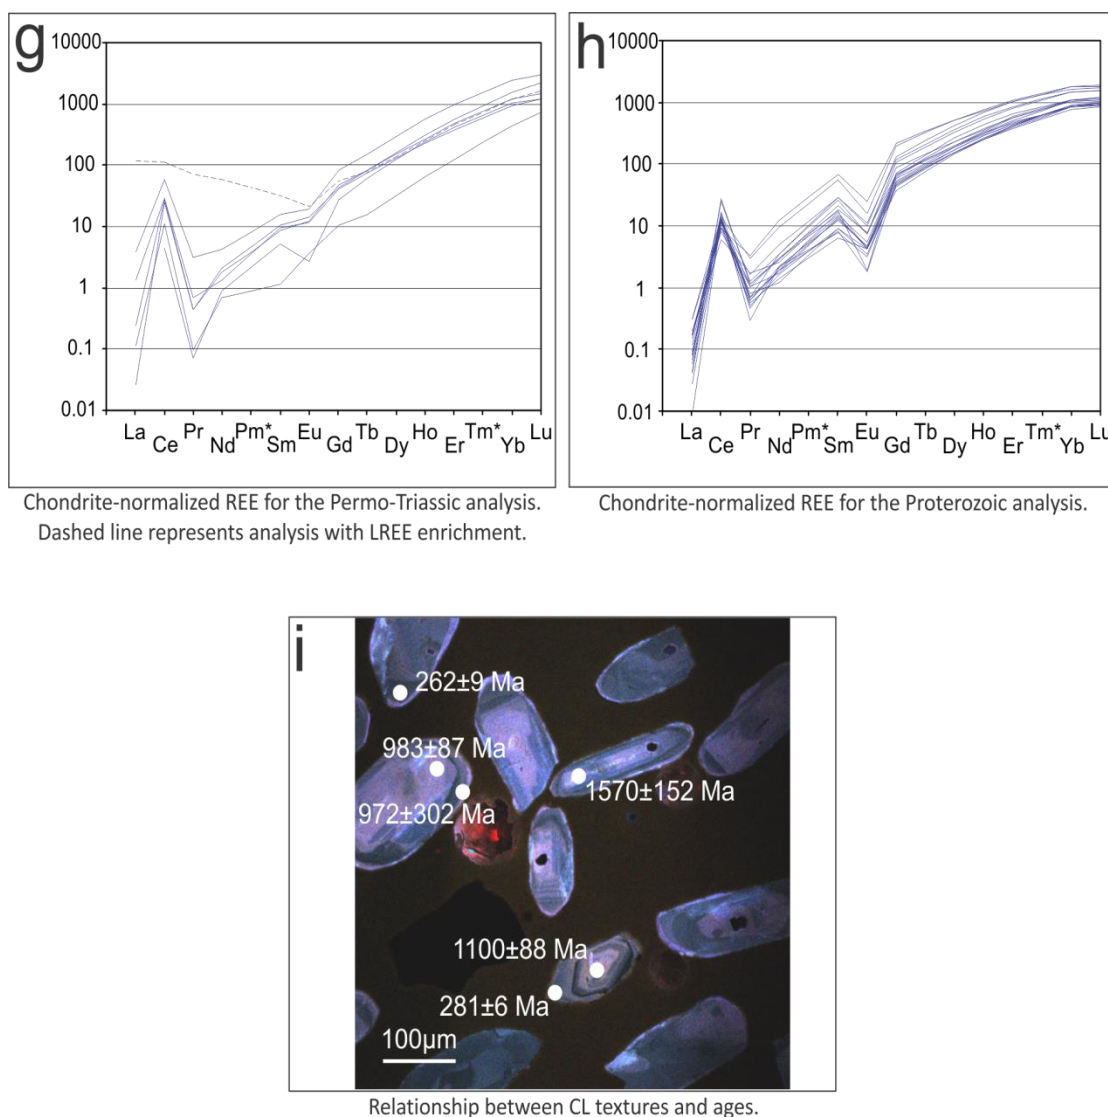 g
10000
1000
100
10
1
0.1
0.01
La Ce Pr Nd Pm* Sm Eu Gd Tb Dy Ho Er Tm* Yb Lu
Chondrite-normalized REE for the Permo-Triassic analysis.
Dashed line represents analysis with LREE enrichment.
h
10000
1000
100
10
1
0.1
0.01
La Ce Pr Nd Pm* Sm Eu Gd Tb Dy Ho Er Tm* Yb Lu
Chondrite-normalized REE for the Proterozoic analysis.
i
262±9 Ma
983±87 Ma
1570±152 Ma
972±302 Ma
1100±88 Ma
281±6 Ma
100µm
Relationship between CL textures and ages.